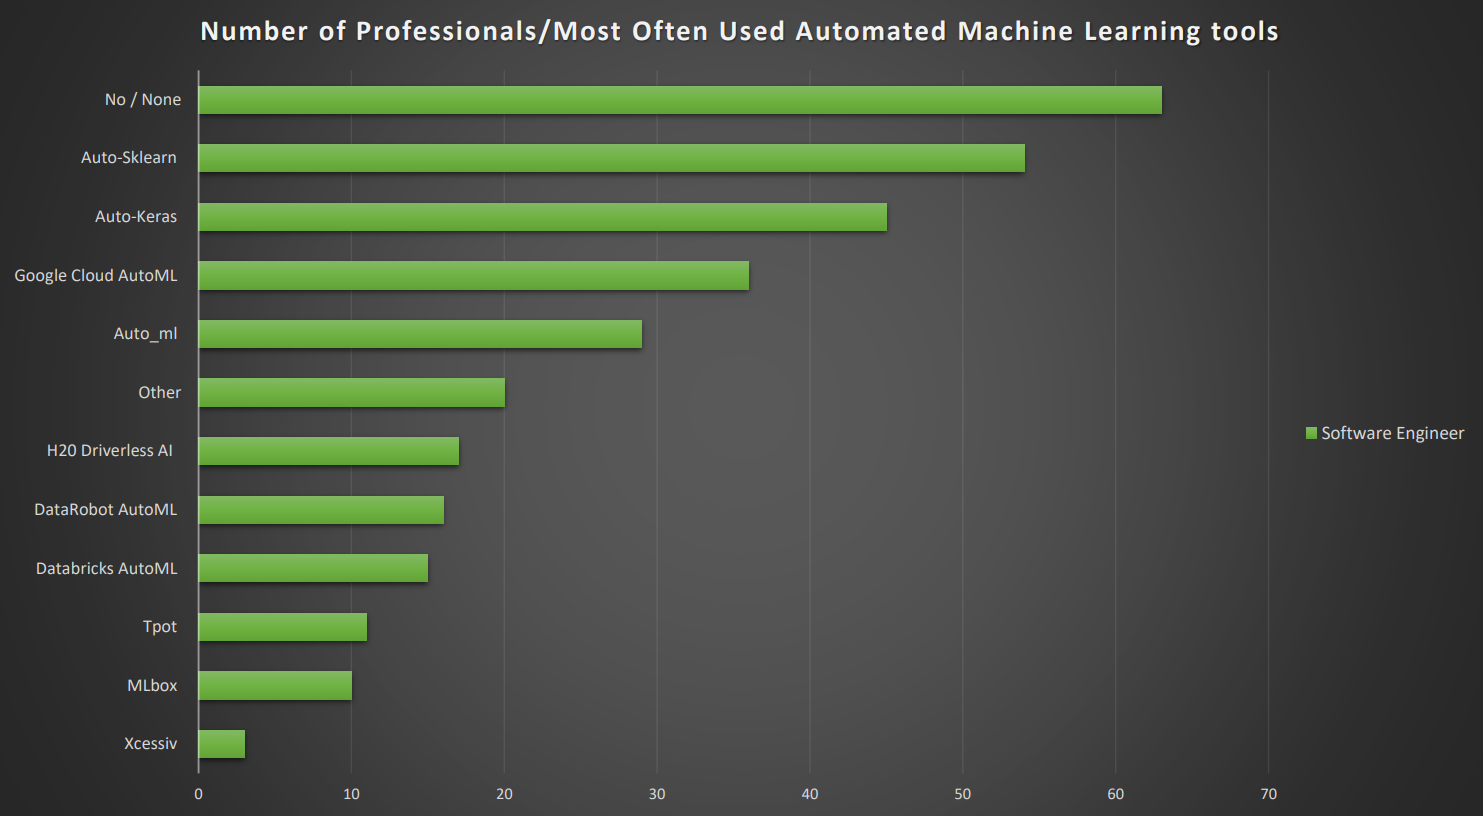 Number of Professionals/Most Often Used Automated Machine Learning tools
No / None
Auto-Sklearn
Auto-Keras
Google Cloud AutoML
Auto_ml
Other
H20 Driverless AI
DataRobot AutoML
Databricks AutoML
Tpot
MLbox
Xcessiv
0 10 20 30 40 50 60 70
Software Engineer